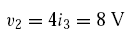 v₂ = 4i₃ = 8 V